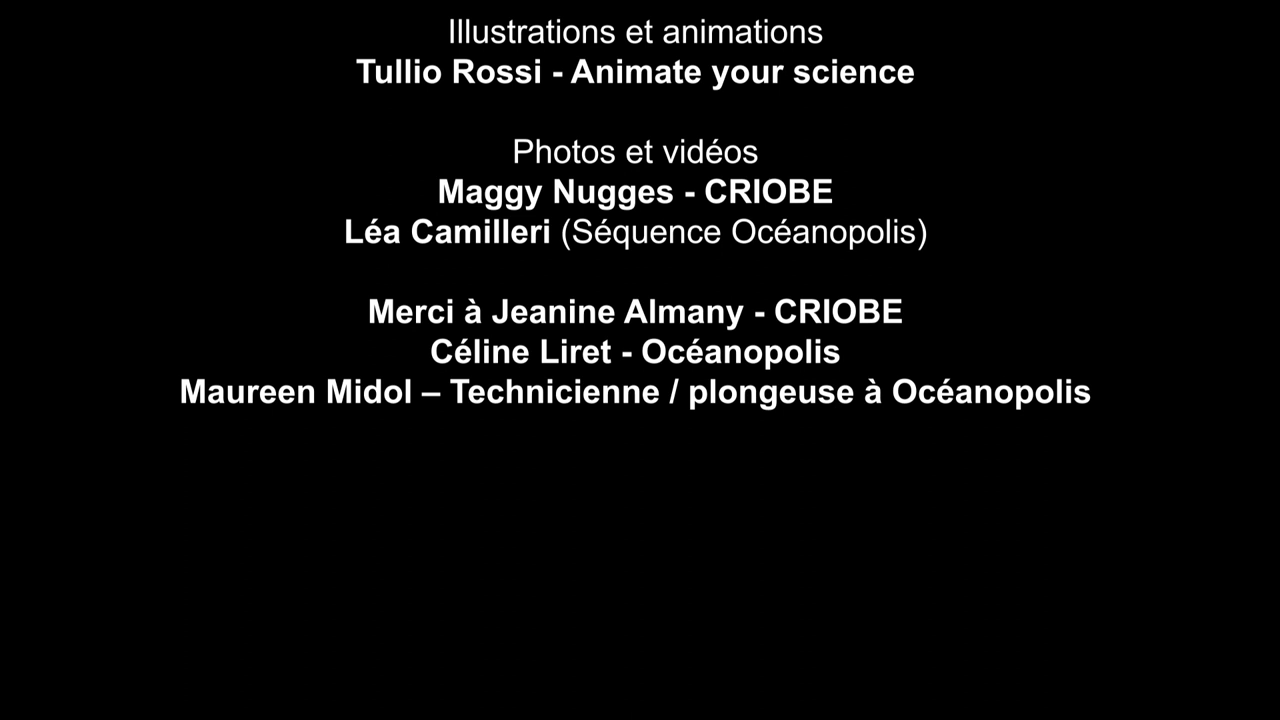 Illustrations et animations
Tullio Rossi - Animate your science
Photos et vidéos
Maggy Nugges - CRIOBE
Léa Camilleri (Séquence Océanopolis)
Merci à Jeanine Almany - CRIOBE
Céline Liret - Océanopolis
Maureen Midol – Technicienne / plongeuse à Océanopolis